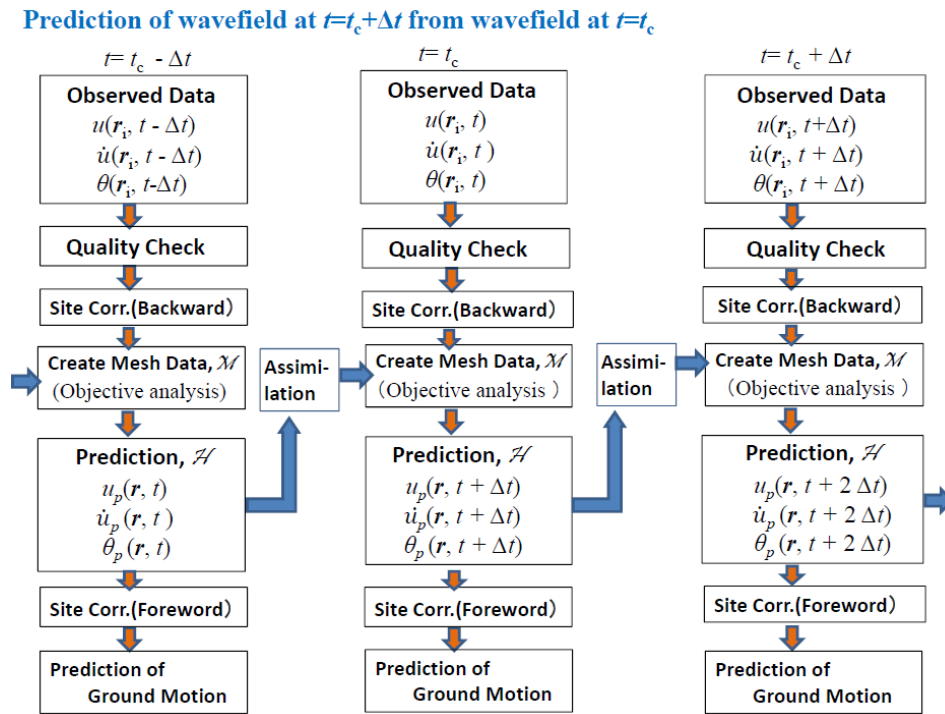 Prediction of wavefield at t=tc+Δt from wavefield at t=tc
t= tc - Δt
Observed Data
u(ri, t - Δt)
u̇(ri, t - Δt)
θ(ri, t-Δt)
Quality Check
Site Corr.(Backward)
Create Mesh Data, ℳ
(Objective analysis)
Prediction, ℋ
up(r, t)
u̇p(r, t )
θp(r, t)
Site Corr.(Foreword)
Prediction of
Ground Motion
Assimi-
lation
t= tc
Observed Data
u(ri, t)
u̇(ri, t )
θ(ri, t)
Quality Check
Site Corr.(Backward)
Create Mesh Data, ℳ
(Objective analysis )
Prediction, ℋ
up(r, t + Δt)
u̇p(r, t + Δt)
θp(r, t + Δt)
Site Corr.(Foreword)
Prediction of
Ground Motion
Assimi-
lation
t= tc + Δt
Observed Data
u(ri, t+Δt)
u̇(ri, t + Δt)
θ(ri, t + Δt)
Quality Check
Site Corr.(Backward)
Create Mesh Data, ℳ
(Objective analysis )
Prediction, ℋ
up(r, t + 2 Δt)
u̇p(r, t + 2 Δt)
θp(r, t + 2 Δt)
Site Corr.(Foreword)
Prediction of
Ground Motion